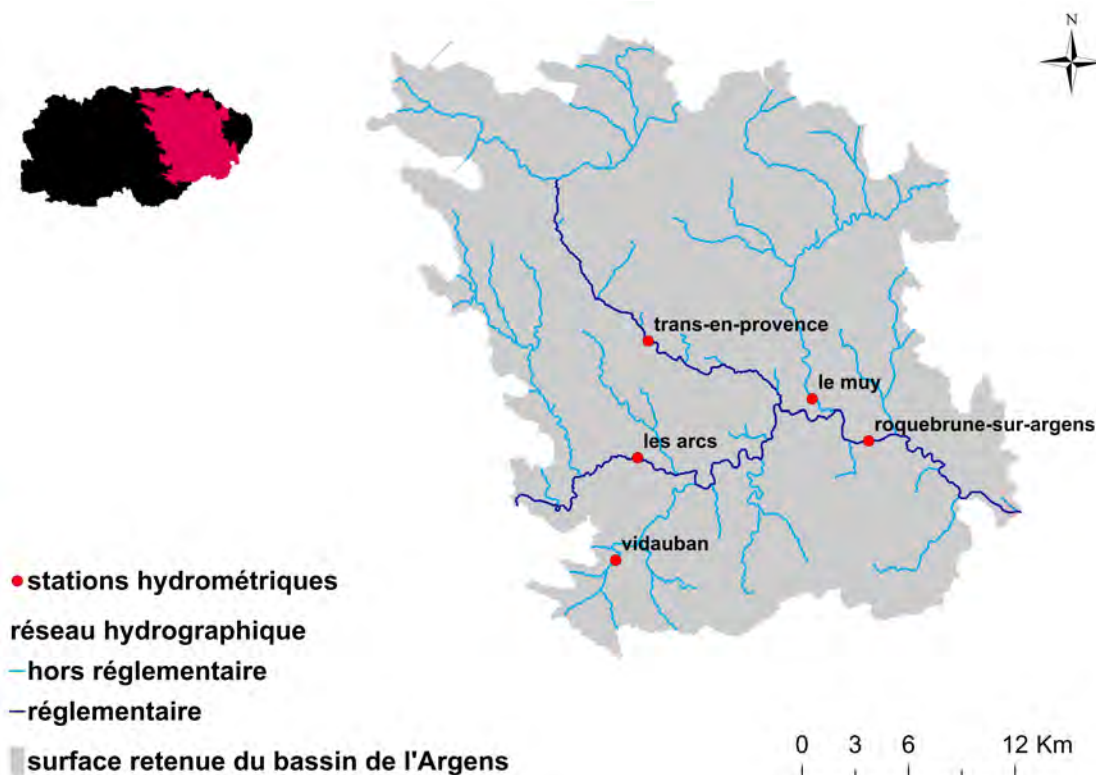 N
trans-en-provence
le muy
roquebrune-sur-argens
les arcs
vidauban
stations hydrométriques
réseau hydrographique
hors réglementaire
réglementaire
surface retenue du bassin de l'Argens
0 3 6 12 Km